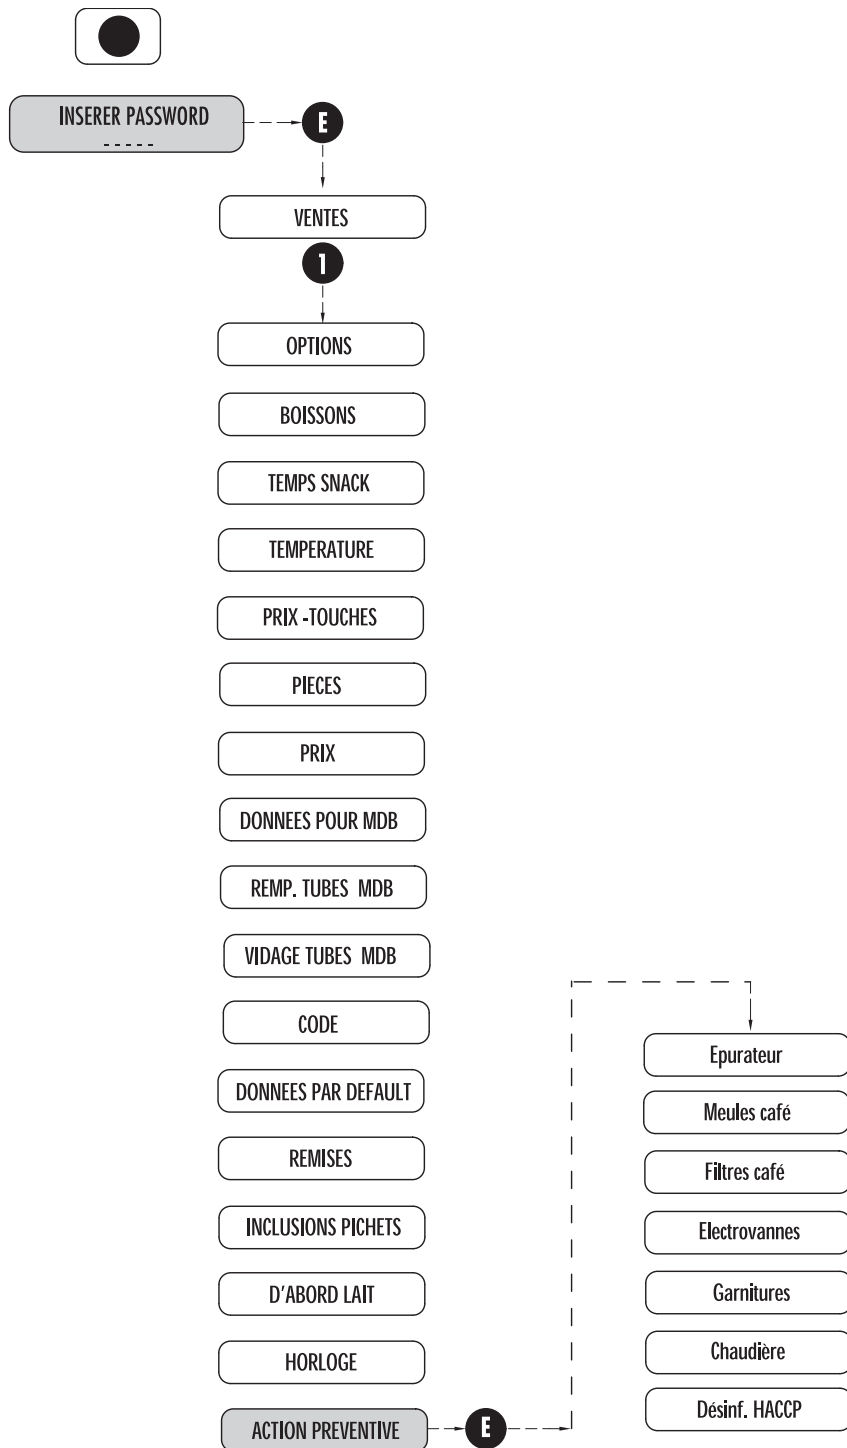 INSERER PASSWORD
- - - - -
E
VENTES
1
OPTIONS
BOISSONS
TEMPS SNACK
TEMPERATURE
PRIX -TOUCHES
PIECES
PRIX
DONNEES POUR MDB
REMP. TUBES MDB
VIDAGE TUBES MDB
CODE
DONNEES PAR DEFAULT
REMISES
INCLUSIONS PICHETS
D'ABORD LAIT
HORLOGE
ACTION PREVENTIVE
E
Epurateur
Meules café
Filtres café
Electrovannes
Garnitures
Chaudière
Désinf. HACCP